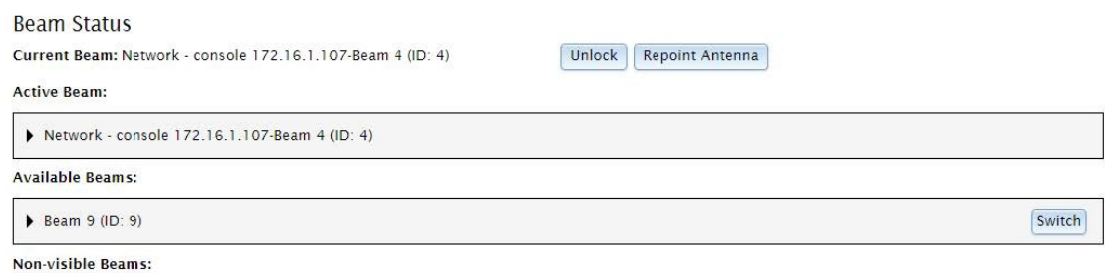 Beam Status
Current Beam: Network - console 172.16.1.107-Beam 4 (ID: 4) Unlock Repoint Antenna
Active Beam:
Network - console 172.16.1.107-Beam 4 (ID: 4)
Available Beams:
Beam 9 (ID: 9) Switch
Non-visible Beams: